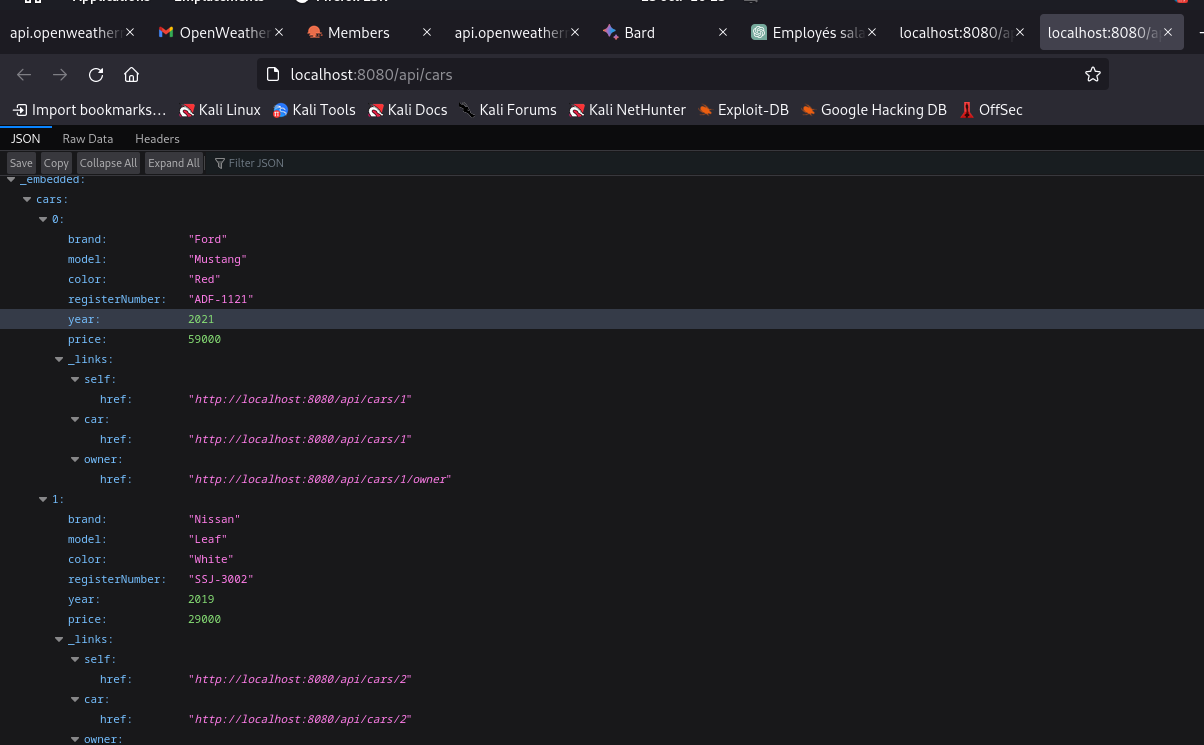 api.openweather × OpenWeather × Members × api.openweather × Bard × Employés sala × localhost:8080/ap × localhost:8080/ap ×
localhost:8080/api/cars
Import bookmarks… Kali Linux Kali Tools Kali Docs Kali Forums Kali NetHunter Exploit-DB Google Hacking DB OffSec
JSON Raw Data Headers
Save Copy Collapse All Expand All Filter JSON
_embedded:
cars:
0:
brand: "Ford"
model: "Mustang"
color: "Red"
registerNumber: "ADF-1121"
year: 2021
price: 59000
_links:
self:
href: "http://localhost:8080/api/cars/1"
car:
href: "http://localhost:8080/api/cars/1"
owner:
href: "http://localhost:8080/api/cars/1/owner"
1:
brand: "Nissan"
model: "Leaf"
color: "White"
registerNumber: "SSJ-3002"
year: 2019
price: 29000
_links:
self:
href: "http://localhost:8080/api/cars/2"
car:
href: "http://localhost:8080/api/cars/2"
owner: